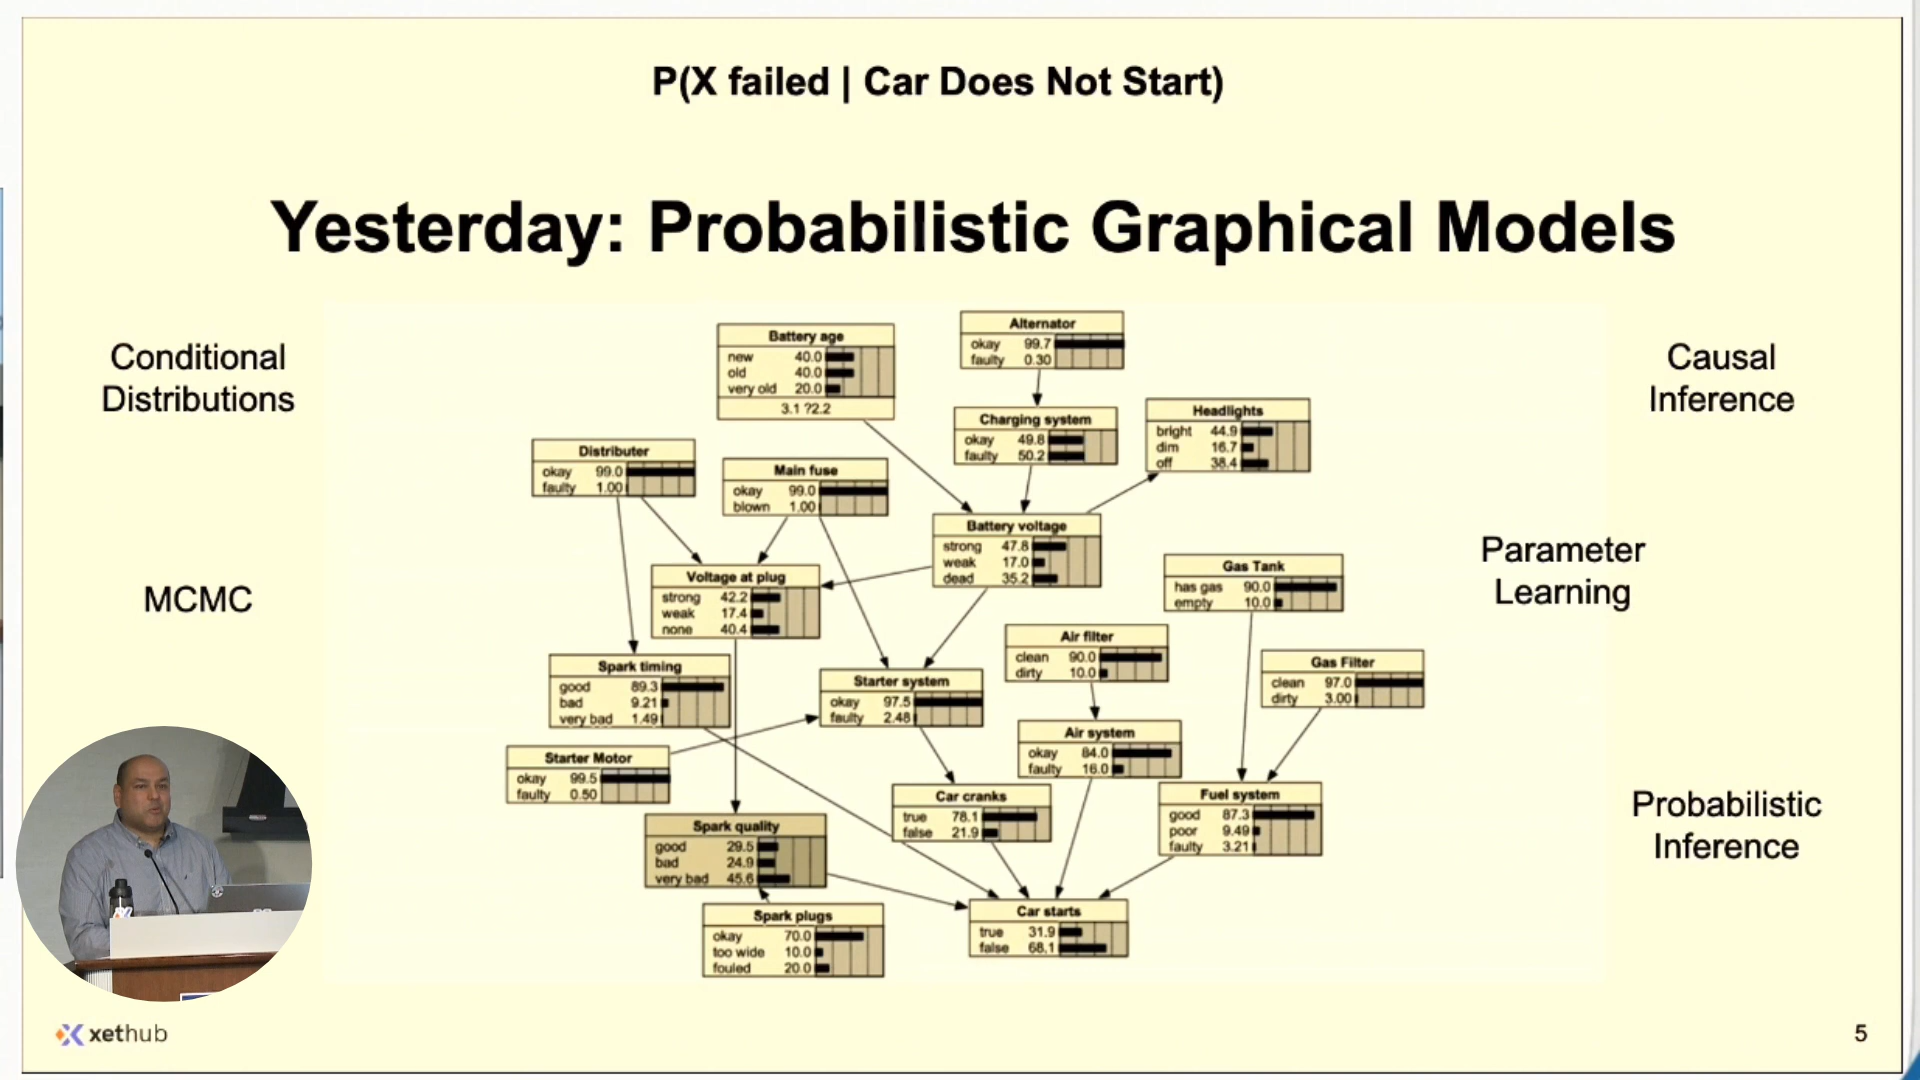 P(X failed | Car Does Not Start)
Yesterday: Probabilistic Graphical Models
Conditional
Distributions
MCMC
Causal
Inference
Parameter
Learning
Probabilistic
Inference
Battery age
new 40.0
old 40.0
very old 20.0
3.1 ?2.2
Alternator
okay 99.7
faulty 0.30
Charging system
okay 49.8
faulty 50.2
Headlights
bright 44.9
dim 16.7
off 38.4
Distributer
okay 99.0
faulty 1.00
Main fuse
okay 99.0
blown 1.00
Battery voltage
strong 47.8
weak 17.0
dead 35.2
Voltage at plug
strong 42.2
weak 17.4
none 40.4
Gas Tank
has gas 90.0
empty 10.0
Air filter
clean 90.0
dirty 10.0
Gas Filter
clean 97.0
dirty 3.00
Spark timing
good 89.3
bad 9.21
very bad 1.49
Starter system
okay 97.5
faulty 2.48
Air system
okay 84.0
faulty 16.0
Starter Motor
okay 99.5
faulty 0.50
Car cranks
true 78.1
false 21.9
Fuel system
good 87.3
poor 9.49
faulty 3.21
Spark quality
good 29.5
bad 24.9
very bad 45.6
Spark plugs
okay 70.0
too wide 10.0
fouled 20.0
Car starts
true 31.9
false 68.1
xethub
5